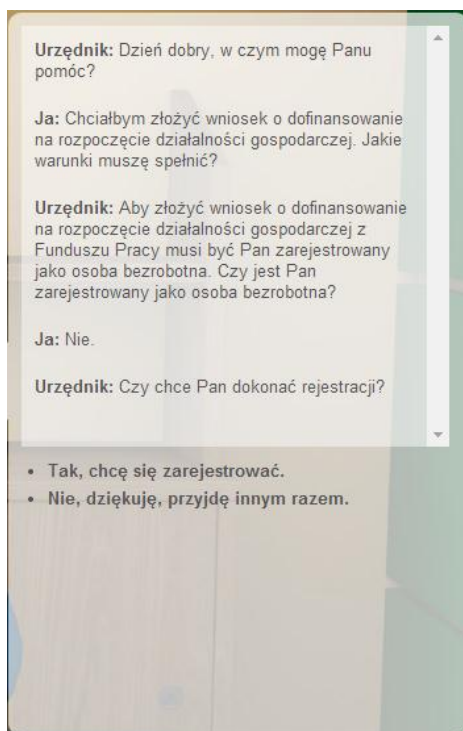 Urzędnik: Dzień dobry, w czym mogę Panu
pomóc?
Ja: Chciałbym złożyć wniosek o dofinansowanie
na rozpoczęcie działalności gospodarczej. Jakie
warunki muszę spełnić?
Urzędnik: Aby złożyć wniosek o dofinansowanie
na rozpoczęcie działalności gospodarczej z
Funduszu Pracy musi być Pan zarejestrowany
jako osoba bezrobotna. Czy jest Pan
zarejestrowany jako osoba bezrobotna?
Ja: Nie.
Urzędnik: Czy chce Pan dokonać rejestracji?
• Tak, chcę się zarejestrować.
• Nie, dziękuję, przyjdę innym razem.